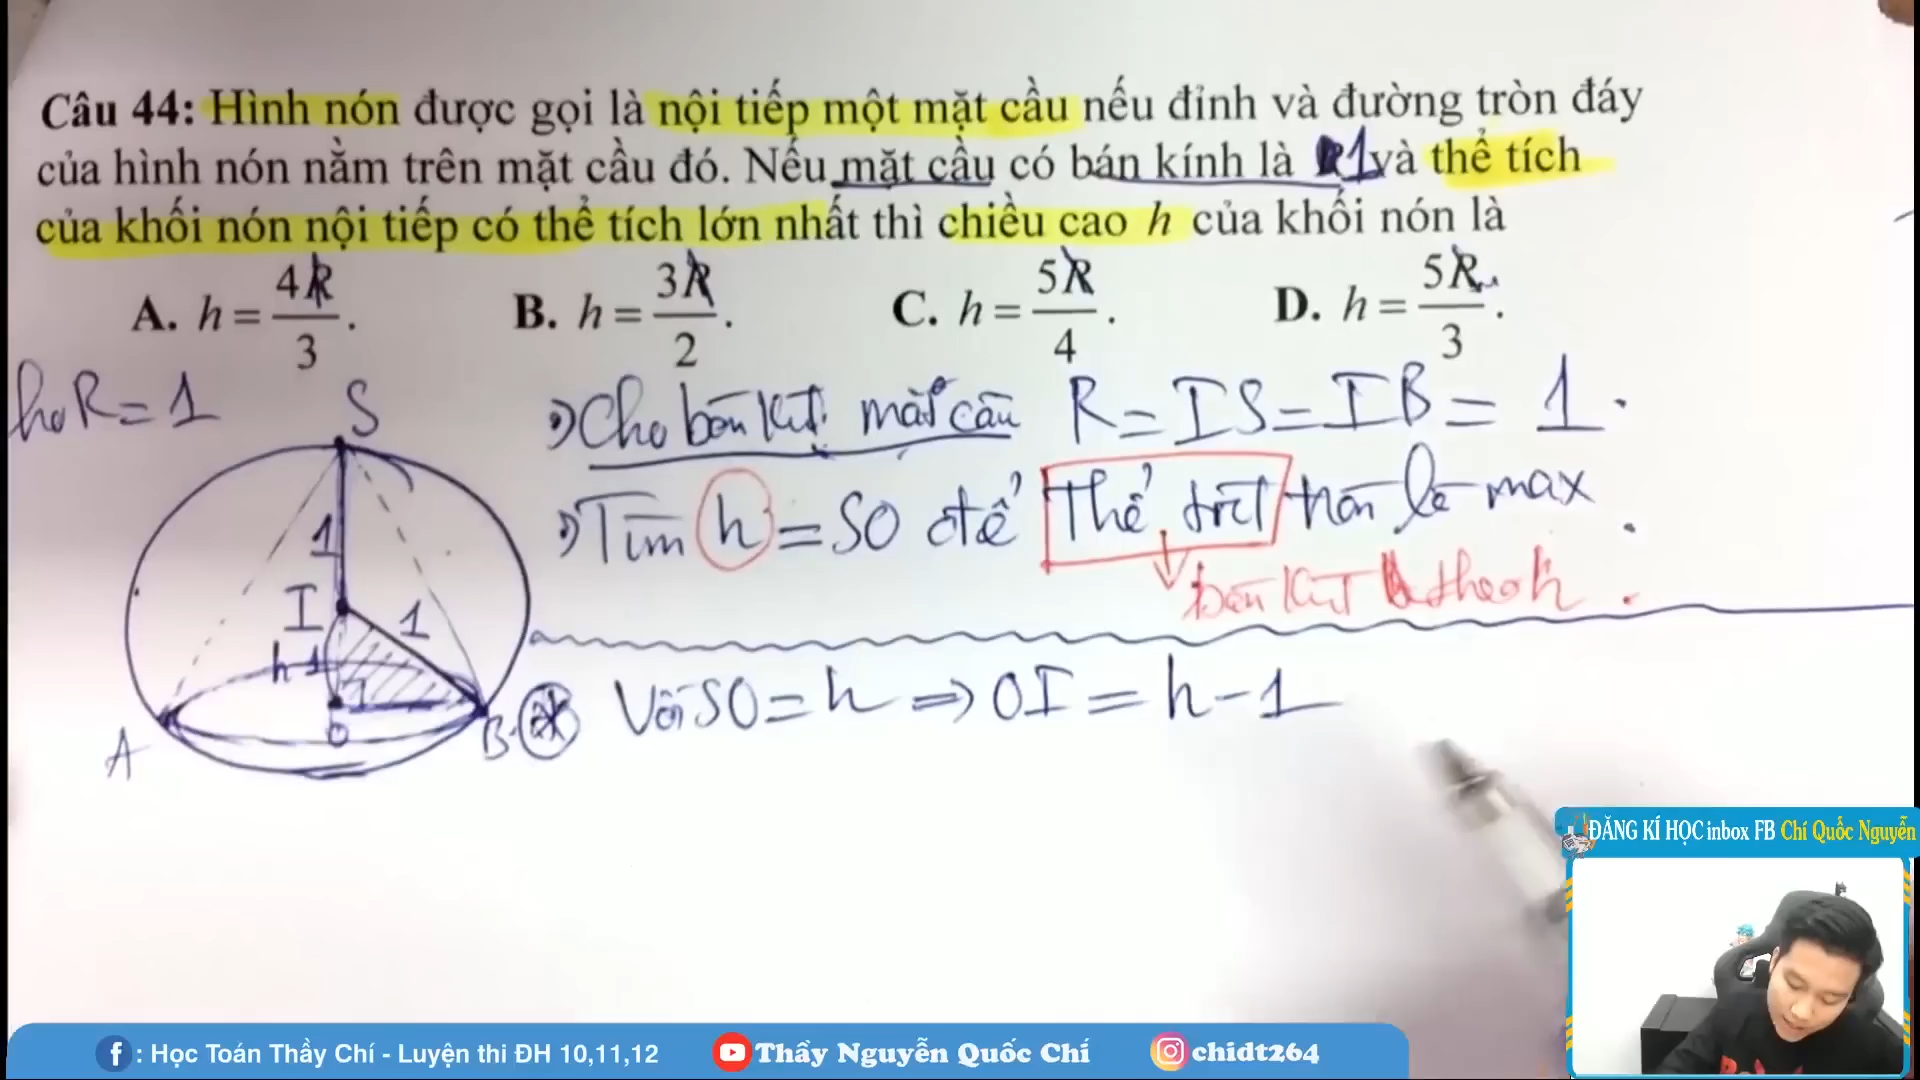 Câu 44: Hình nón được gọi là nội tiếp một mặt cầu nếu đỉnh và đường tròn đáy
của hình nón nằm trên mặt cầu đó. Nếu mặt cầu có bán kính là 1 và thể tích
của khối nón nội tiếp có thể tích lớn nhất thì chiều cao h của khối nón là
A. h = 4R/3. B. h = 3R/2. C. h = 5R/4. D. h = 5R/3.
R = 1
S
1
I
1
h-1
O
A
B
Cho bán kính mặt cầu R = IS = IB = 1.
Tìm h = SO để Thể tích nón là max.
bán kính theo h.
Với SO = h => OI = h - 1
ĐĂNG KÍ HỌC inbox FB Chí Quốc Nguyễn
: Học Toán Thầy Chí - Luyện thi ĐH 10,11,12
Thầy Nguyễn Quốc Chí
chidt264